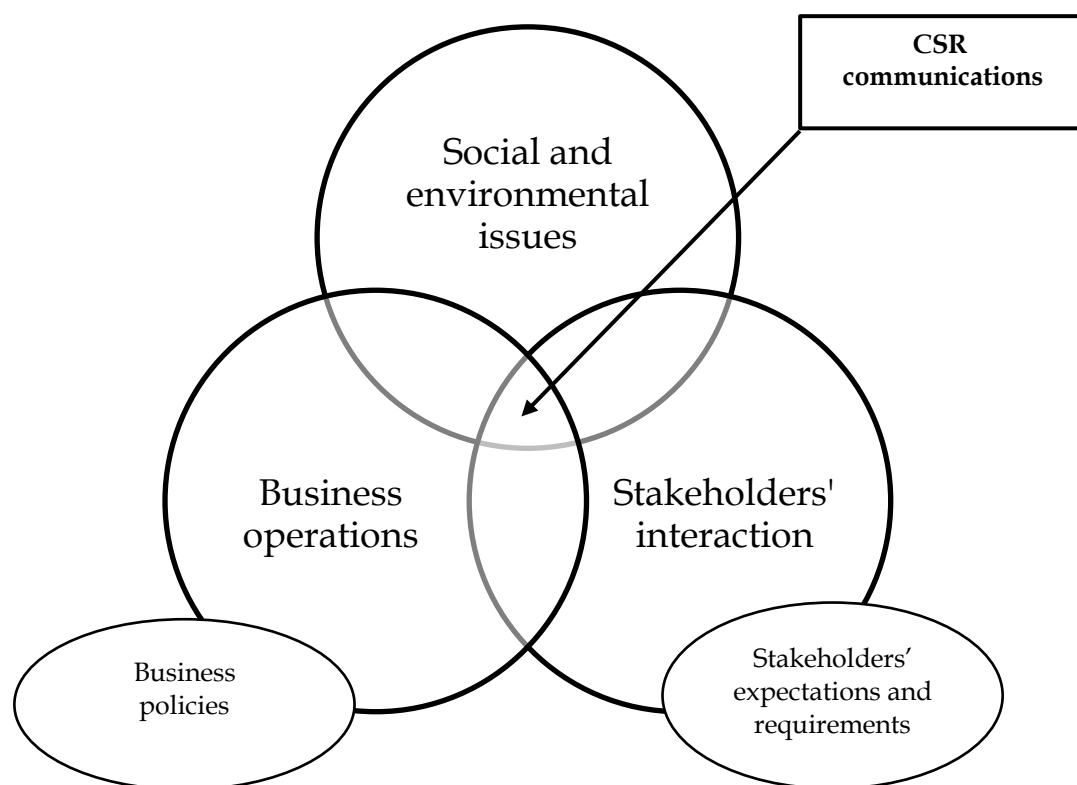 CSR
communications
Social and
environmental
issues
Business
operations
Stakeholders'
interaction
Business
policies
Stakeholders’
expectations and
requirements